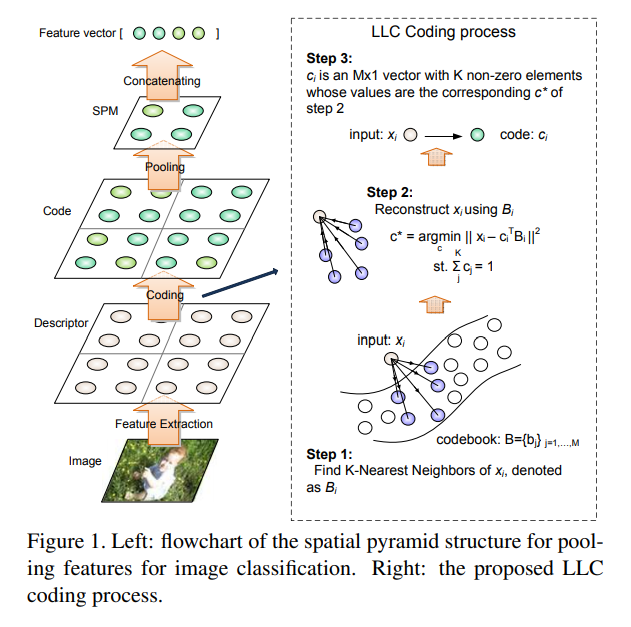 Feature vector [ ]
Concatenating
SPM
Pooling
Code
Coding
Descriptor
Feature Extraction
Image
LLC Coding process
Step 3:
cᵢ is an Mx1 vector with K non-zero elements
whose values are the corresponding c* of
step 2
input: xᵢ code: cᵢ
Step 2:
Reconstruct xᵢ using Bᵢ
c* = argmin || xᵢ – cᵢᵀBᵢ ||²
c
K
st. Σ cⱼ = 1
j
input: xᵢ
codebook: B={bⱼ} j=1,...,M
Step 1:
Find K-Nearest Neighbors of xᵢ, denoted
as Bᵢ
Figure 1. Left: flowchart of the spatial pyramid structure for pool-
ing features for image classification. Right: the proposed LLC
coding process.